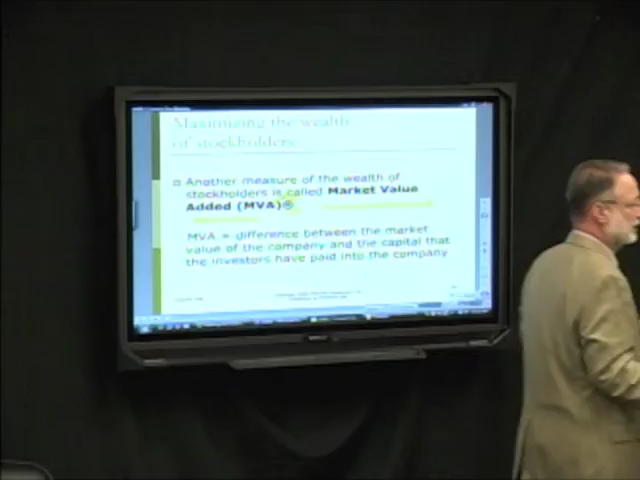 Maximizing the wealth
of stockholders
Another measure of the wealth of
stockholders is called Market Value
Added (MVA)®
MVA = difference between the market
value of the company and the capital that
the investors have paid into the company